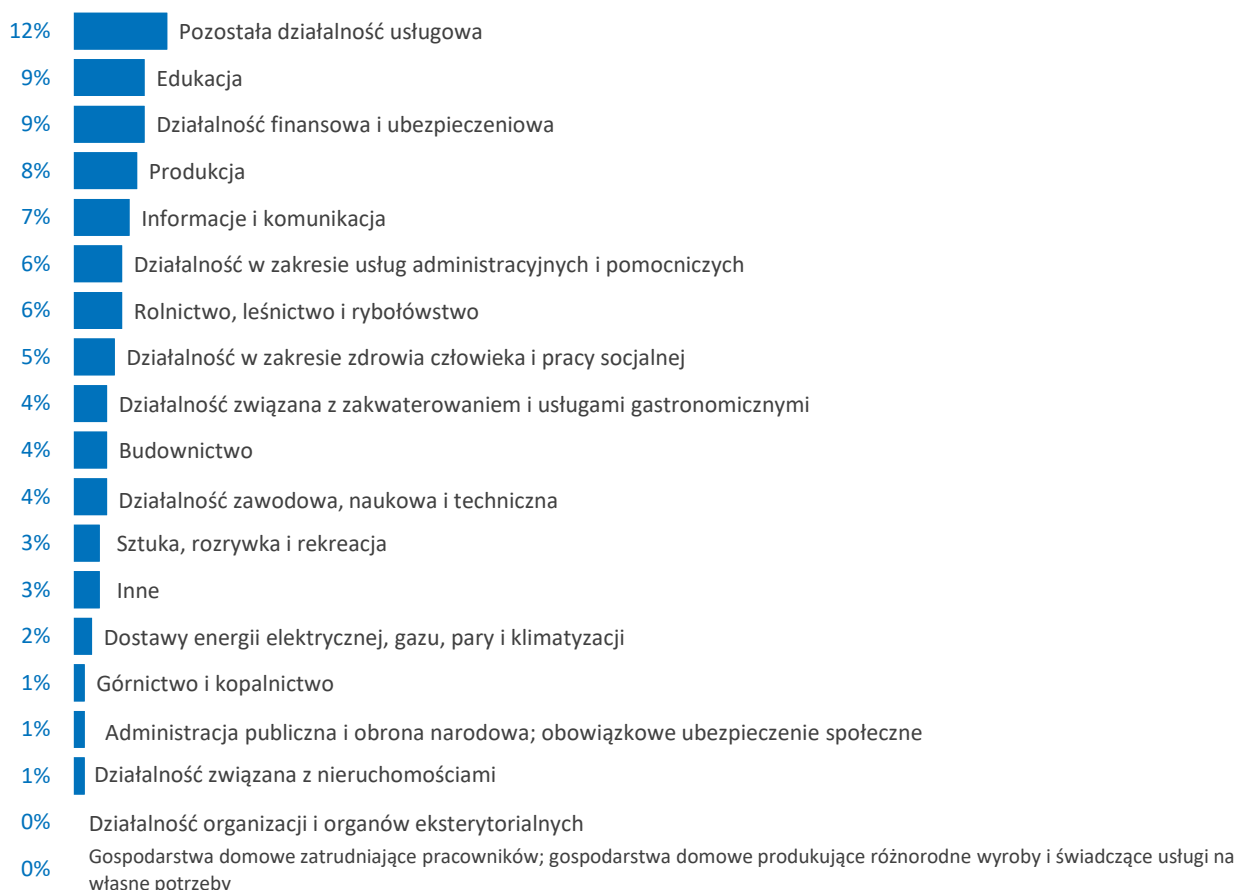 12% Pozostała działalność usługowa
9% Edukacja
9% Działalność finansowa i ubezpieczeniowa
8% Produkcja
7% Informacje i komunikacja
6% Działalność w zakresie usług administracyjnych i pomocniczych
6% Rolnictwo, leśnictwo i rybołówstwo
5% Działalność w zakresie zdrowia człowieka i pracy socjalnej
4% Działalność związana z zakwaterowaniem i usługami gastronomicznymi
4% Budownictwo
4% Działalność zawodowa, naukowa i techniczna
3% Sztuka, rozrywka i rekreacja
3% Inne
2% Dostawy energii elektrycznej, gazu, pary i klimatyzacji
1% Górnictwo i kopalnictwo
1% Administracja publiczna i obrona narodowa; obowiązkowe ubezpieczenie społeczne
1% Działalność związana z nieruchomościami
0% Działalność organizacji i organów eksterytorialnych
0% Gospodarstwa domowe zatrudniające pracowników; gospodarstwa domowe produkujące różnorodne wyroby i świadczące usługi na
własne potrzeby